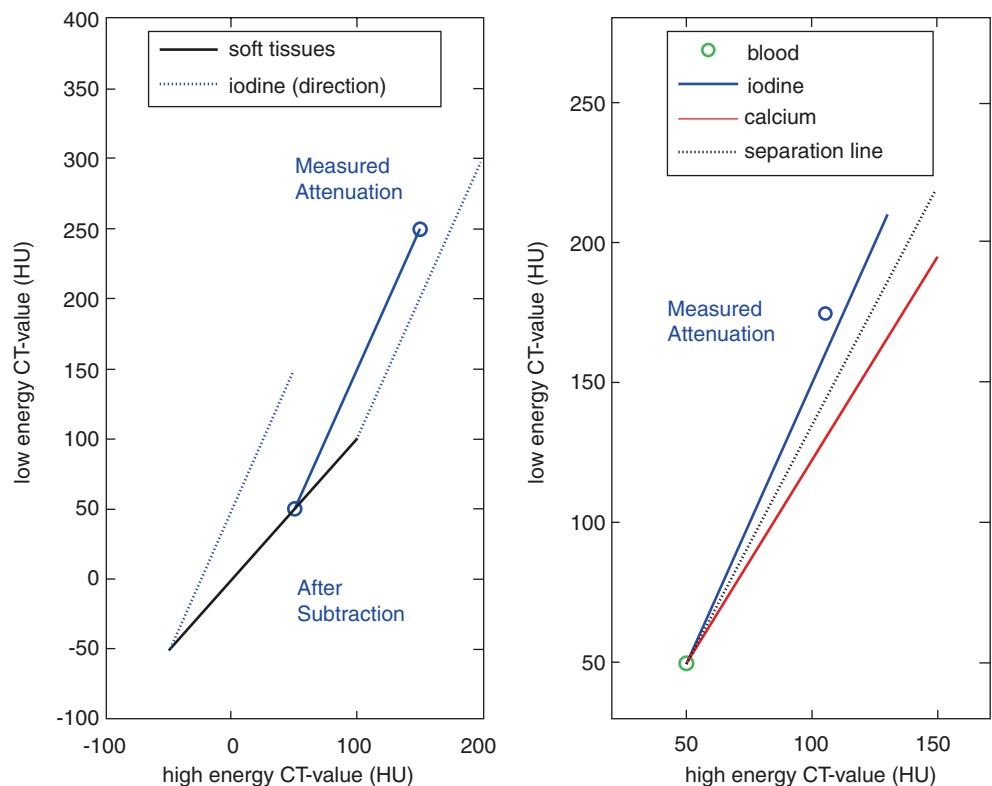 400
350
300
250
200
150
100
50
0
-50
-100
-100
0
100
200
low energy CT-value (HU)
high energy CT-value (HU)
soft tissues
iodine (direction)
Measured
Attenuation
After
Subtraction
250
200
150
100
50
50
100
150
low energy CT-value (HU)
high energy CT-value (HU)
blood
iodine
calcium
separation line
Measured
Attenuation